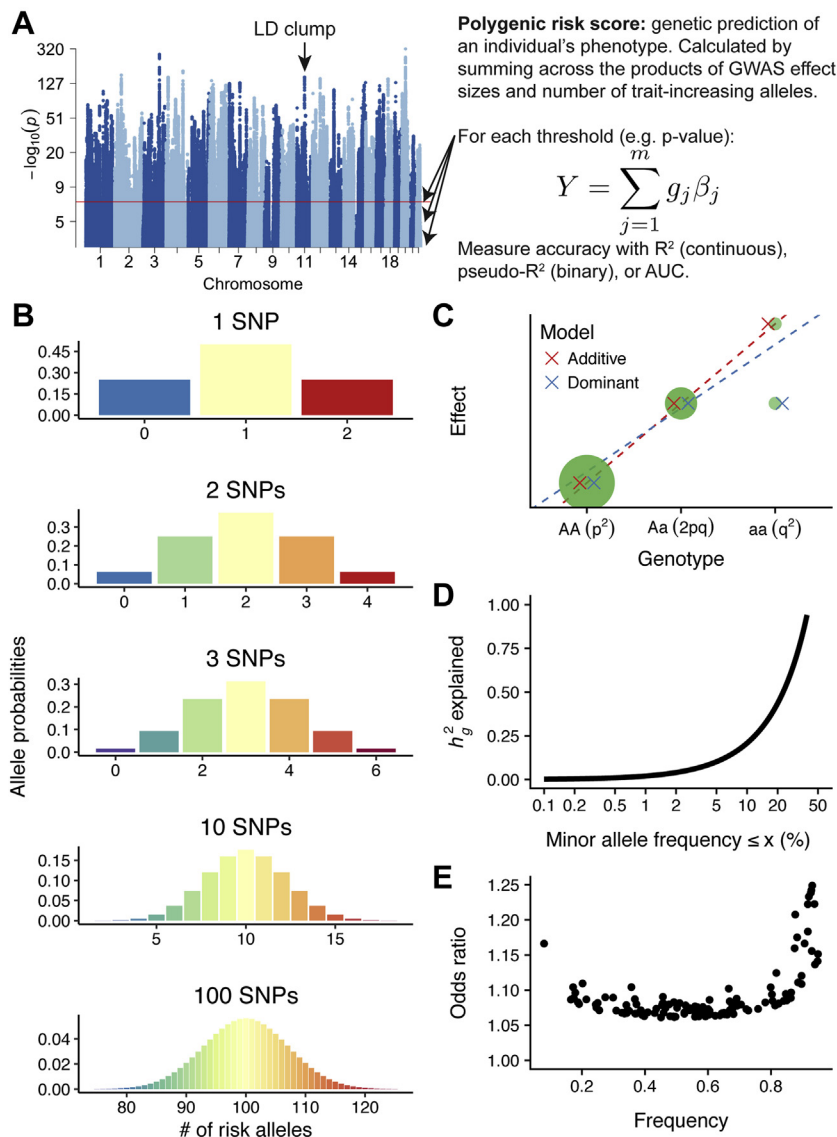 A
LD clump
320
127
51
20
9
5
−log₁₀(p)
1 2 3 5 7 9 11 14 18
Chromosome
Polygenic risk score: genetic prediction of
an individual's phenotype. Calculated by
summing across the products of GWAS effect
sizes and number of trait-increasing alleles.
For each threshold (e.g. p-value):
m
Y = ∑ gⱼβⱼ
j=1
Measure accuracy with R² (continuous),
pseudo-R² (binary), or AUC.
B
1 SNP
0.45
0.30
0.15
0.00
0 1 2
2 SNPs
0.3
0.2
0.1
0.0
0 1 2 3 4
3 SNPs
0.3
0.2
0.1
0.0
0 2 4 6
Allele probabilities
10 SNPs
0.15
0.10
0.05
0.00
5 10 15
100 SNPs
0.04
0.02
0.00
80 90 100 110 120
# of risk alleles
C
Model
Additive
Dominant
Effect
AA (p²) Aa (2pq) aa (q²)
Genotype
D
1.00
0.75
0.50
0.25
0.00
h²g explained
0.1 0.2 0.5 1 2 5 10 20 50
Minor allele frequency ≤ x (%)
E
1.25
1.20
1.15
1.10
1.05
1.00
Odds ratio
0.2 0.4 0.6 0.8
Frequency